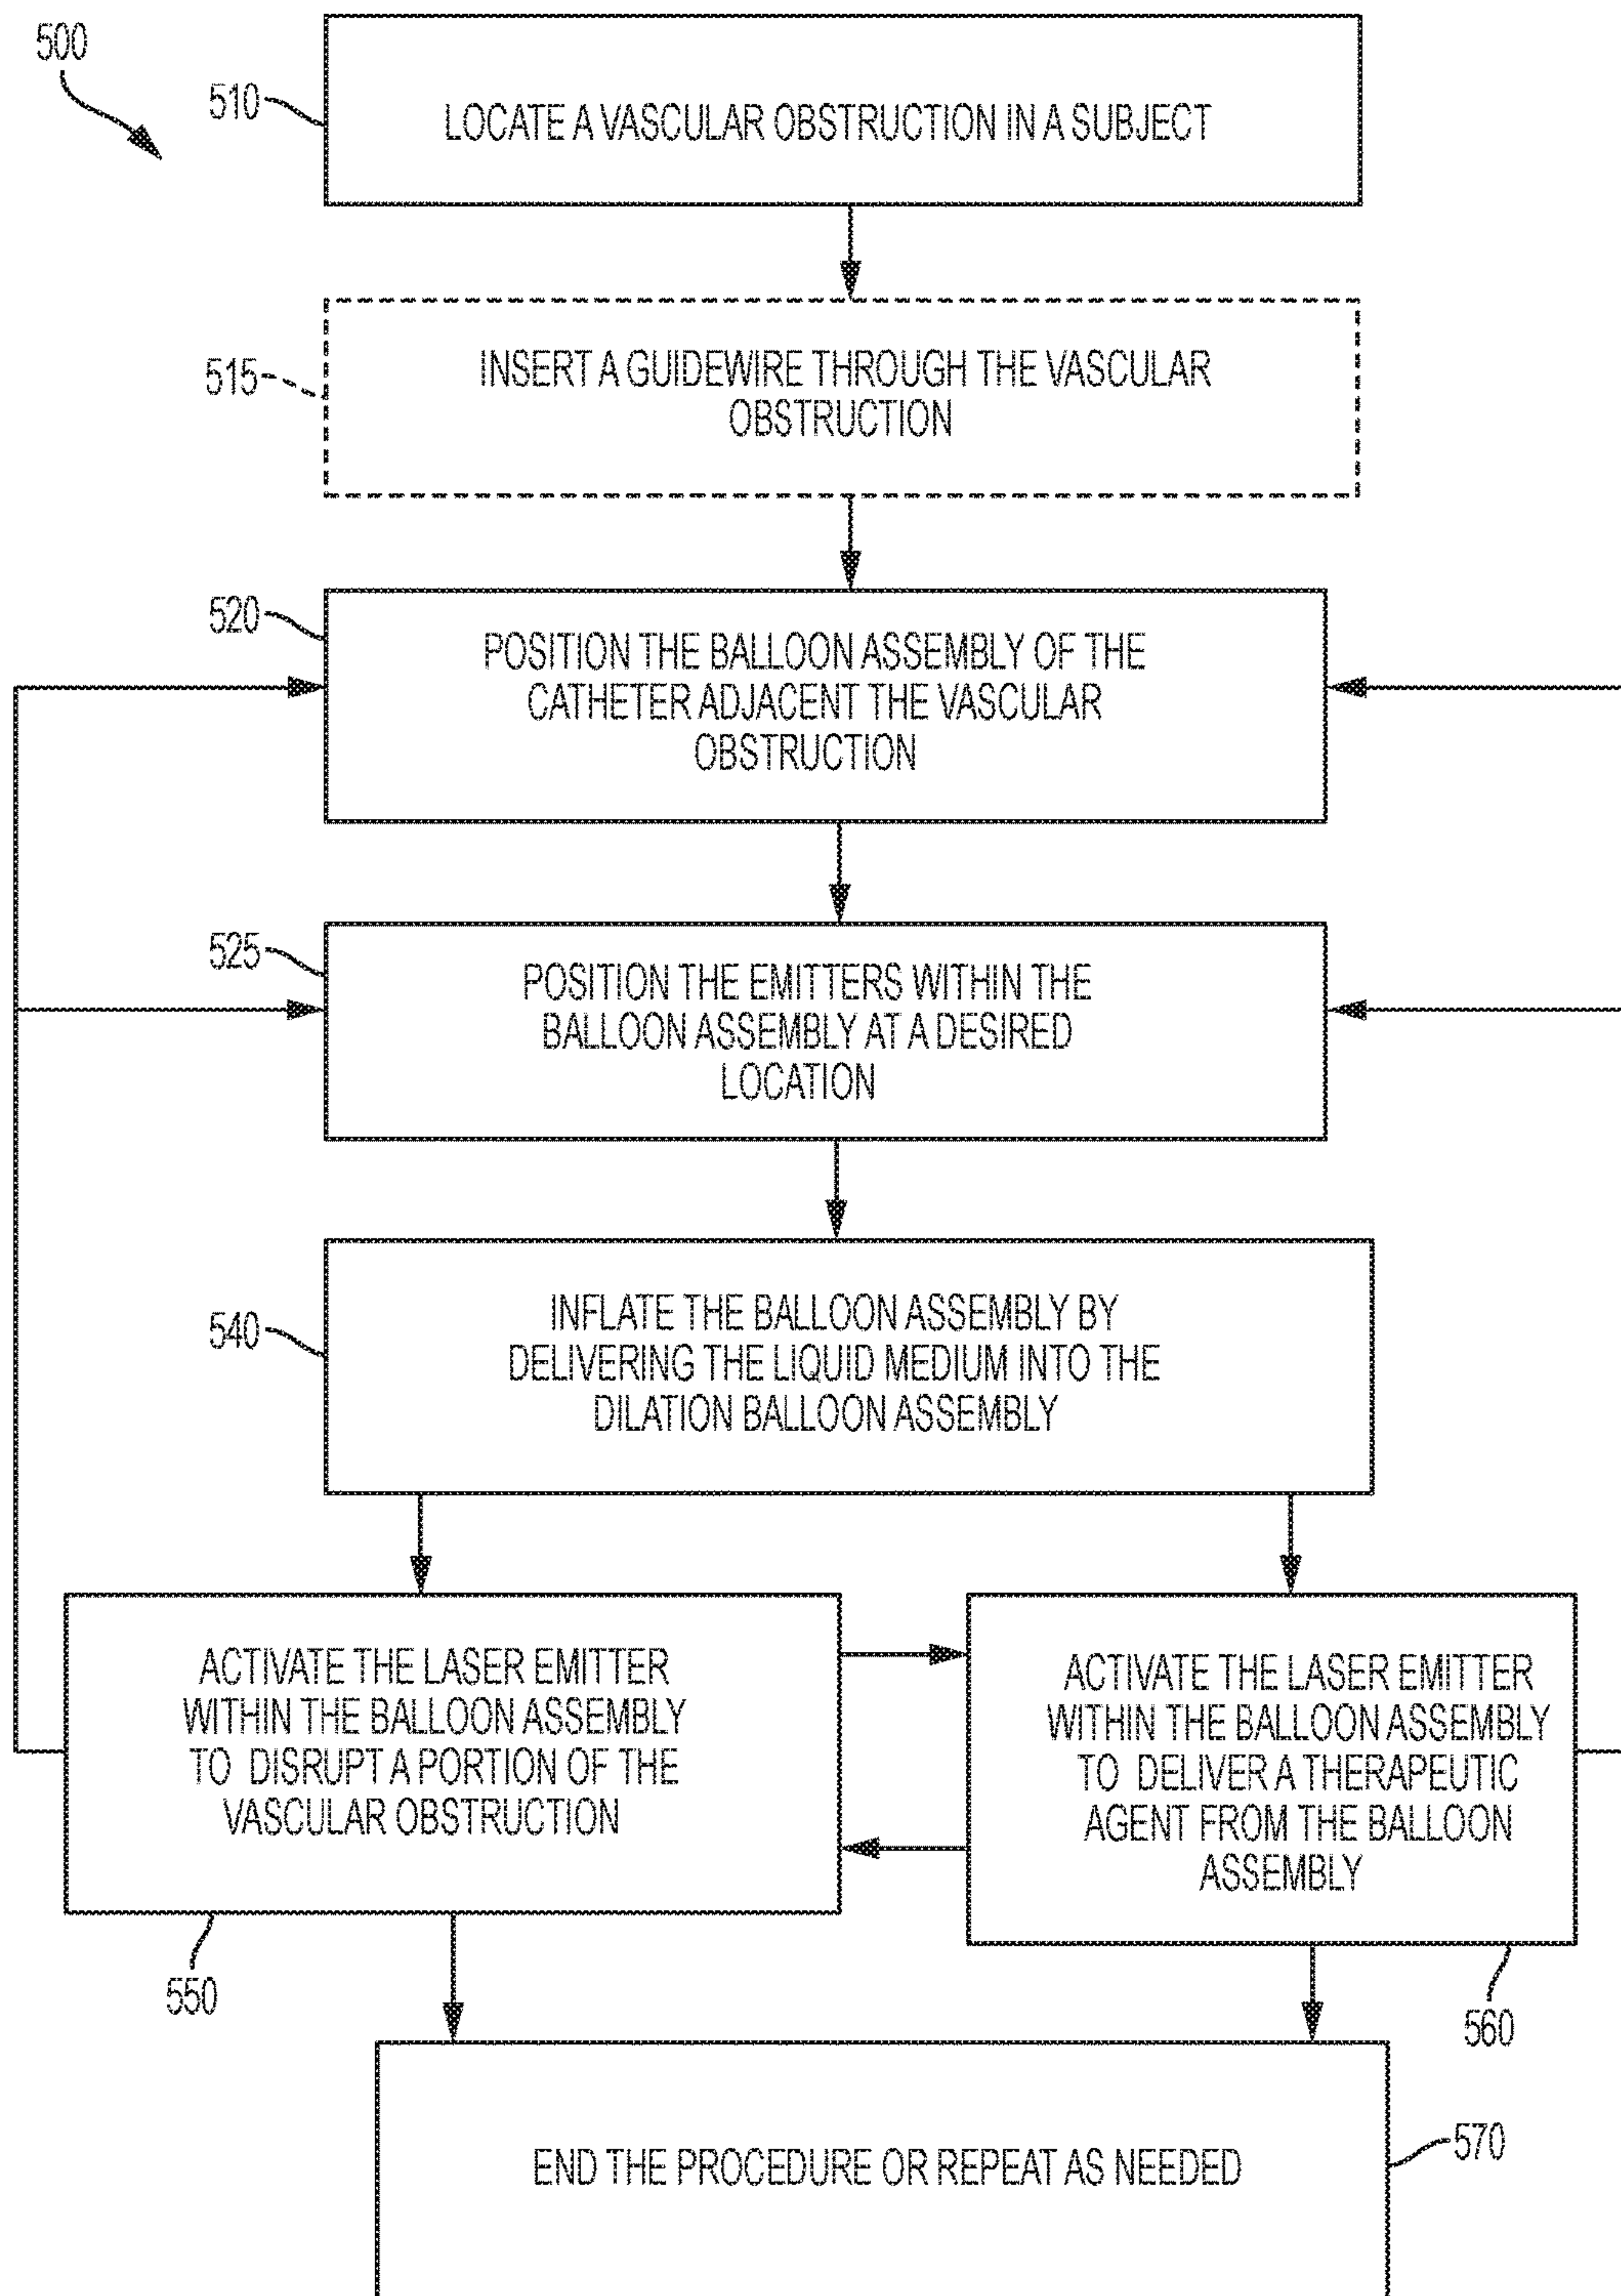 500
510
LOCATE A VASCULAR OBSTRUCTION IN A SUBJECT
515
INSERT A GUIDEWIRE THROUGH THE VASCULAR
OBSTRUCTION
520
POSITION THE BALLOON ASSEMBLY OF THE
CATHETER ADJACENT THE VASCULAR
OBSTRUCTION
525
POSITION THE EMITTERS WITHIN THE
BALLOON ASSEMBLY AT A DESIRED
LOCATION
540
INFLATE THE BALLOON ASSEMBLY BY
DELIVERING THE LIQUID MEDIUM INTO THE
DILATION BALLOON ASSEMBLY
ACTIVATE THE LASER EMITTER
WITHIN THE BALLOON ASSEMBLY
TO DISRUPT A PORTION OF THE
VASCULAR OBSTRUCTION
550
ACTIVATE THE LASER EMITTER
WITHIN THE BALLOON ASSEMBLY
TO DELIVER A THERAPEUTIC
AGENT FROM THE BALLOON
ASSEMBLY
560
END THE PROCEDURE OR REPEAT AS NEEDED
570